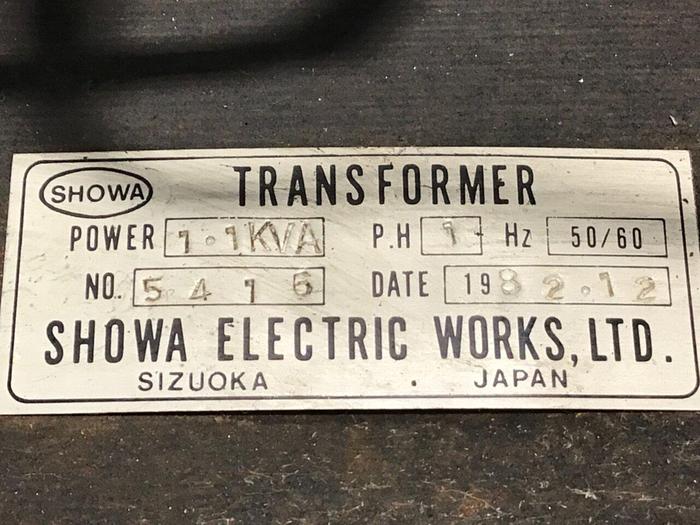 SHOWA TRANSFORMER
POWER 1.1KVA P.H 1 Hz 50/60
NO. 5416 DATE 1982.12
SHOWA ELECTRIC WORKS, LTD.
SIZUOKA . JAPAN